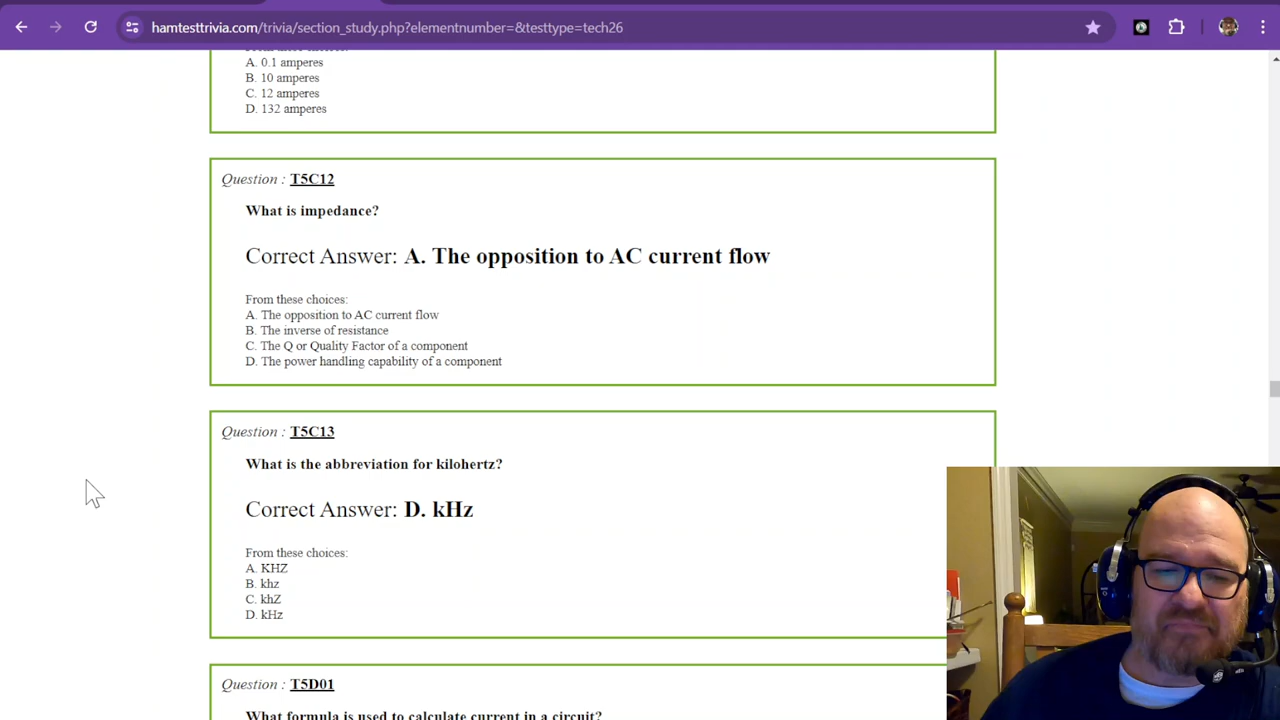 hamtesttrivia.com/trivia/section_study.php?elementnumber=&testtype=tech26
A. 0.1 amperes
B. 10 amperes
C. 12 amperes
D. 132 amperes
Question : T5C12
What is impedance?
Correct Answer: A. The opposition to AC current flow
From these choices:
A. The opposition to AC current flow
B. The inverse of resistance
C. The Q or Quality Factor of a component
D. The power handling capability of a component
Question : T5C13
What is the abbreviation for kilohertz?
Correct Answer: D. kHz
From these choices:
A. KHZ
B. khz
C. khZ
D. kHz
Question : T5D01
What formula is used to calculate current in a circuit?